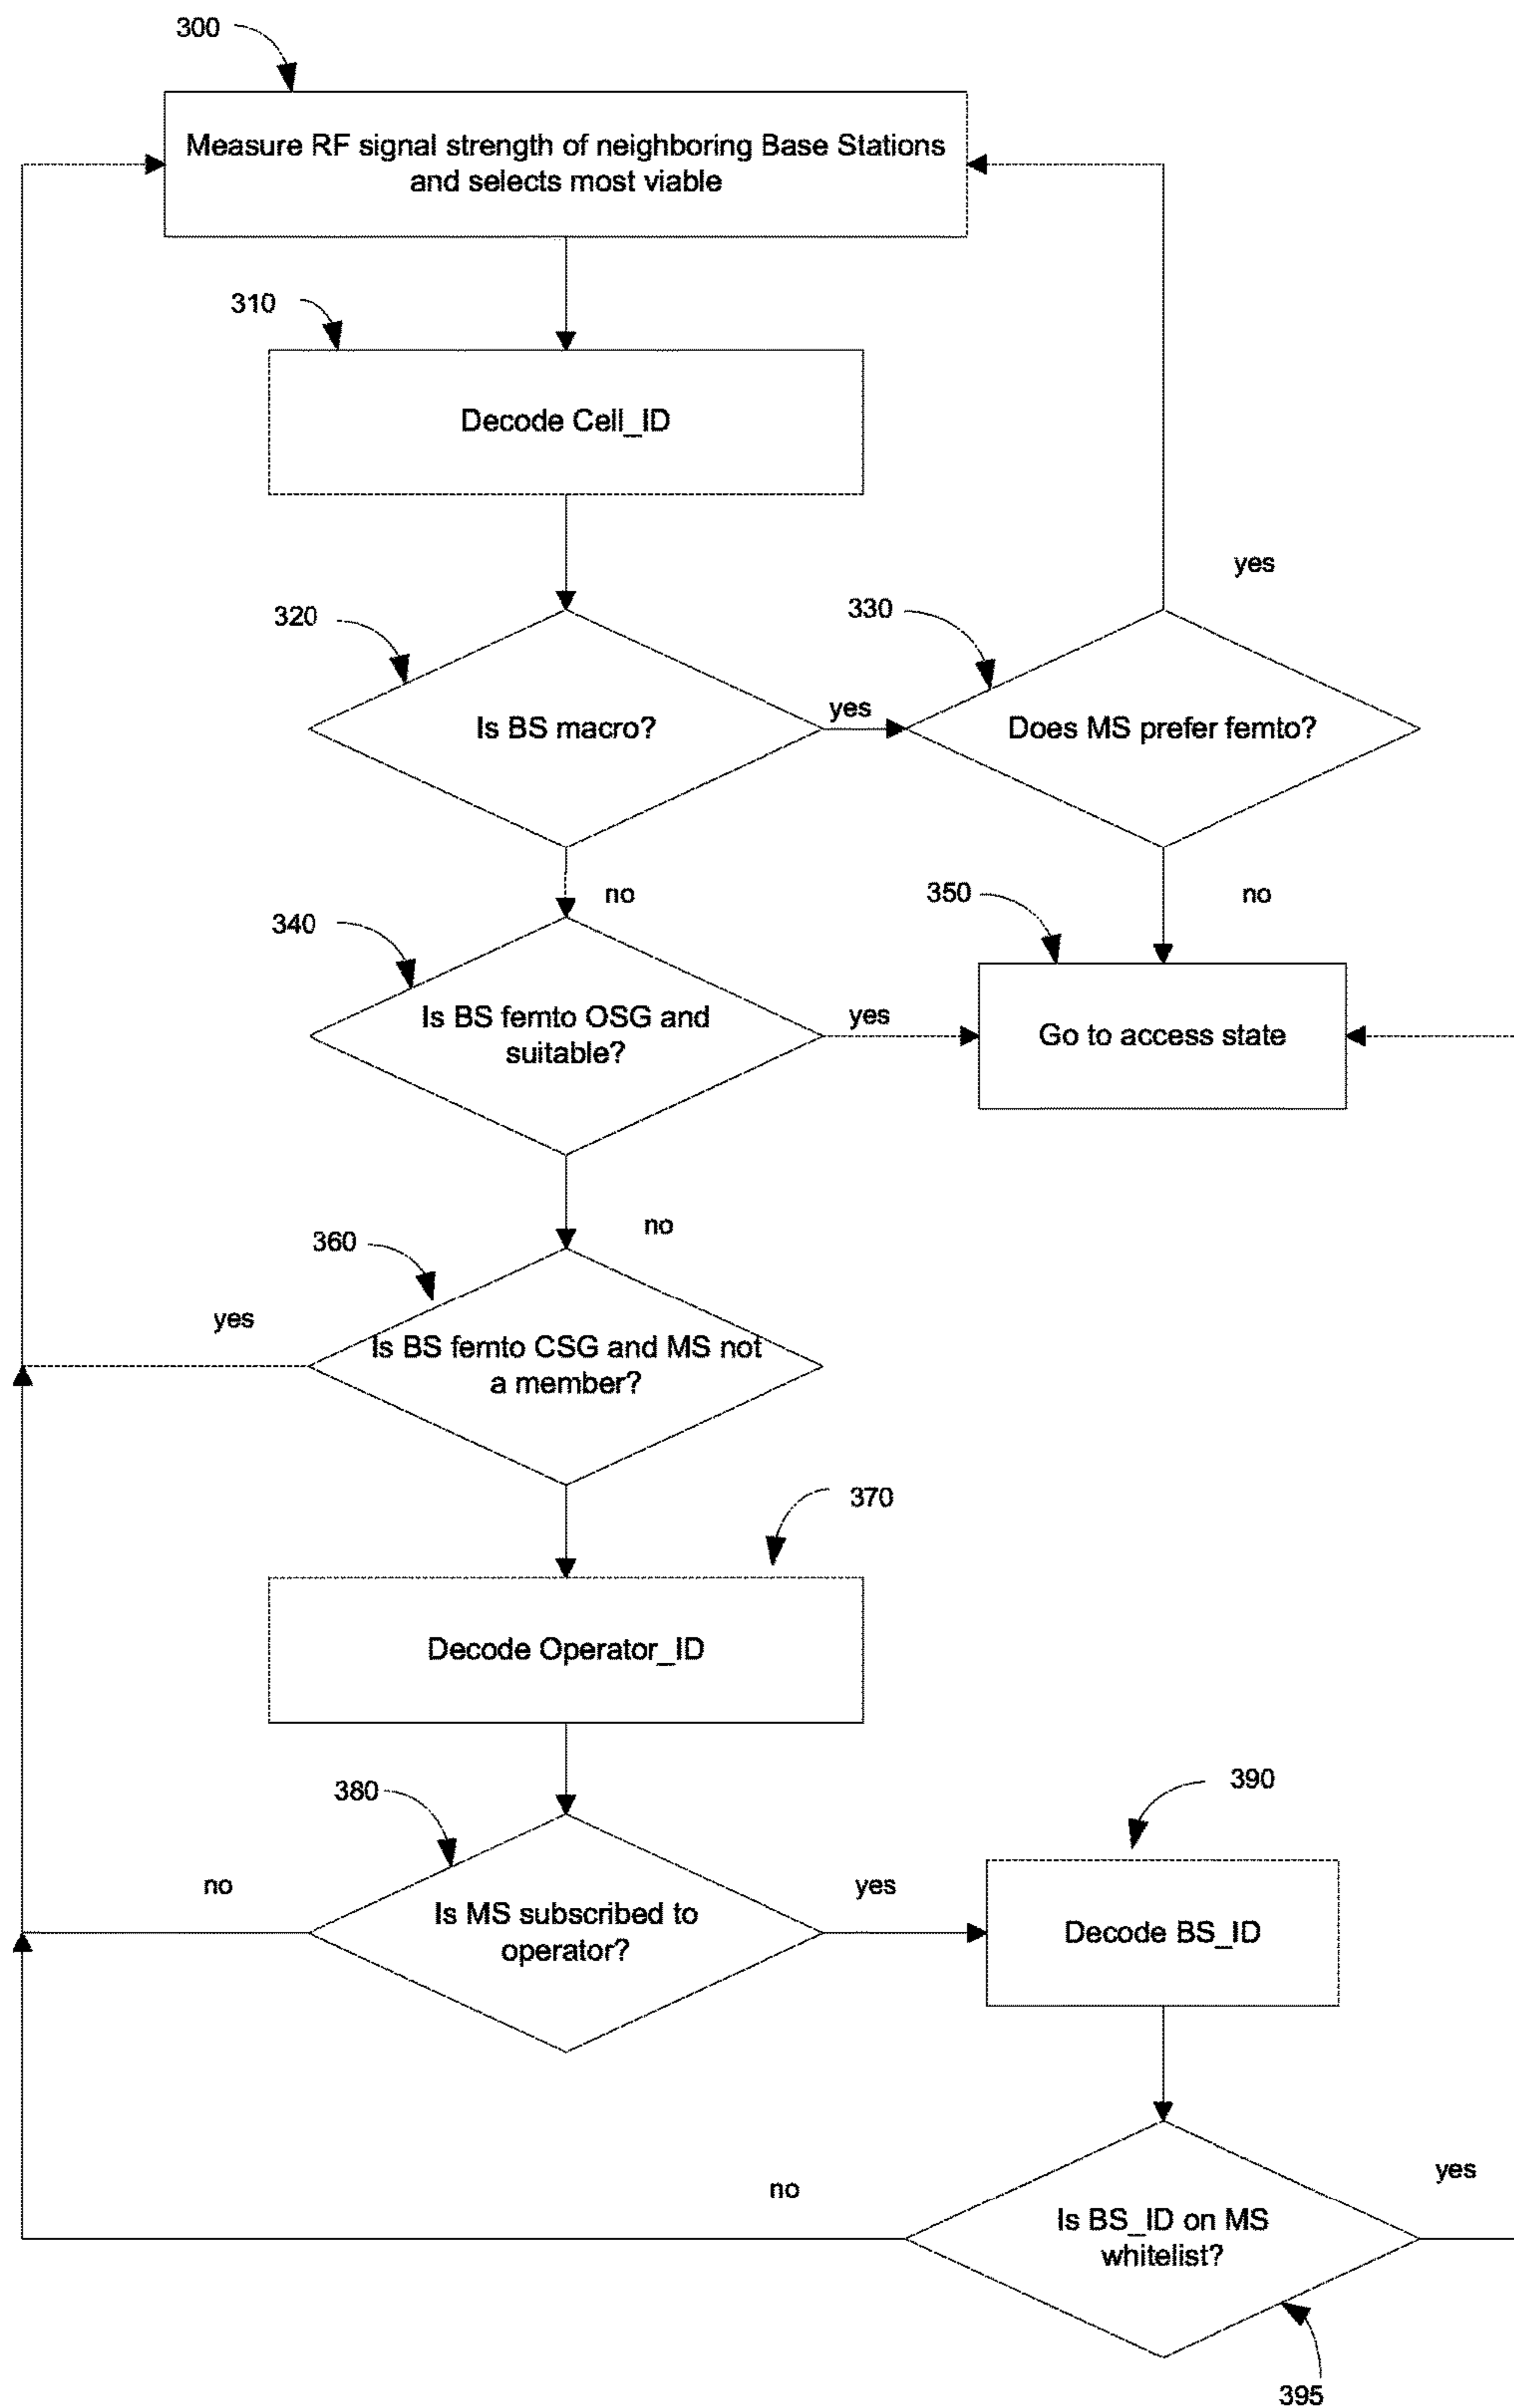 300
Measure RF signal strength of neighboring Base Stations
and selects most viable
310
Decode Cell_ID
yes
320
330
Is BS macro?
yes
Does MS prefer femto?
no
350
no
340
Is BS femto OSG and
suitable?
yes
Go to access state
no
360
yes
Is BS femto CSG and MS not
a member?
370
Decode Operator_ID
380
390
no
yes
Is MS subscribed to
operator?
Decode BS_ID
no
yes
Is BS_ID on MS
whitelist?
395